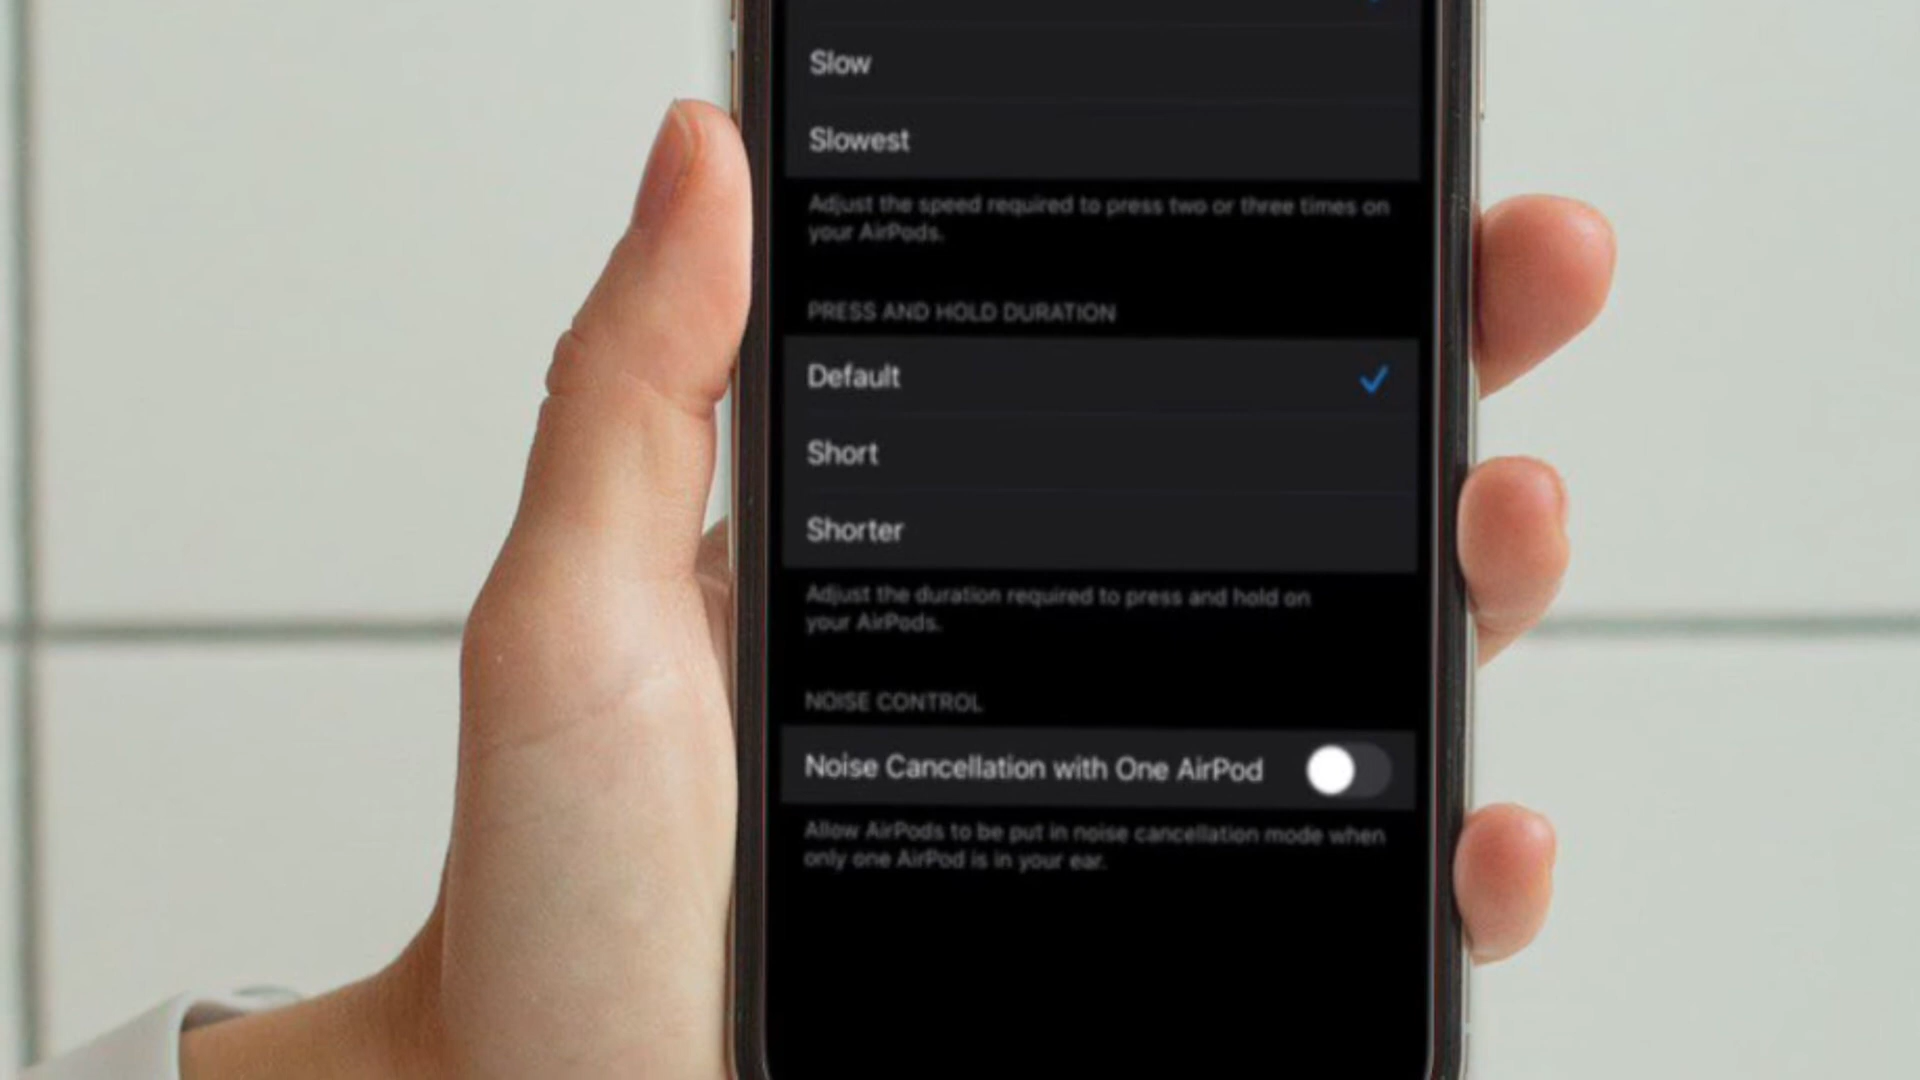 Slow
Slowest
Adjust the speed required to press two or three times on
your AirPods.
PRESS AND HOLD DURATION
Default
Short
Shorter
Adjust the duration required to press and hold on
your AirPods.
NOISE CONTROL
Noise Cancellation with One AirPod
Allow AirPods to be put in noise cancellation mode when
only one AirPod is in your ear.